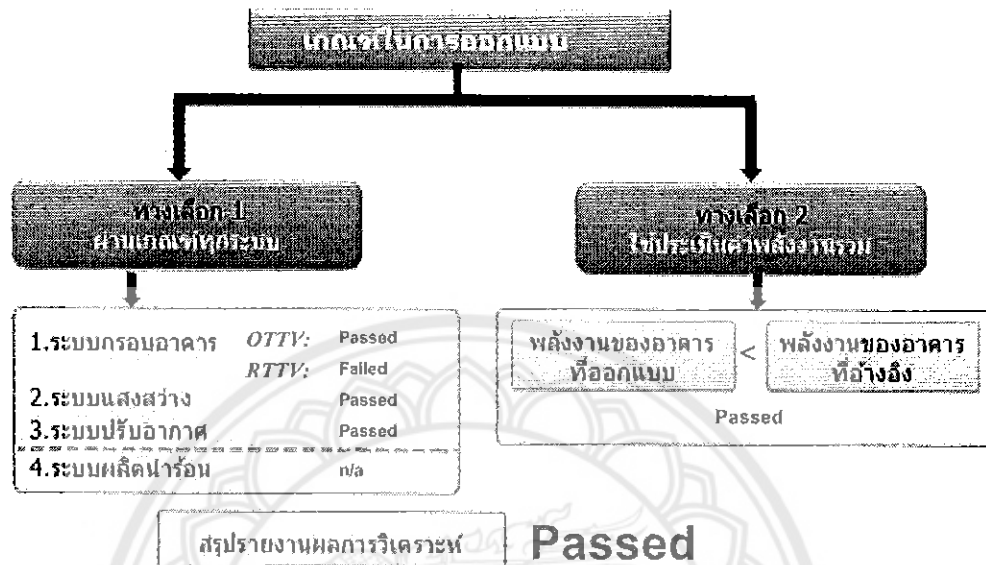 เกณฑ์ในการออกแบบ
ทางเลือก 1
ผ่านเกณฑ์ทุกระบบ
ทางเลือก 2
ใช้ประเมินค่าพลังงานรวม
1.ระบบกรอบอาคาร OTTV: Passed
RTTV: Failed
2.ระบบแสงสว่าง Passed
3.ระบบปรับอากาศ Passed
4.ระบบผลิตน้ำร้อน n/a
พลังงานของอาคาร
ที่ออกแบบ
<
พลังงานของอาคาร
ที่อ้างอิง
Passed
สรุปรายงานผลการวิเคราะห์ Passed